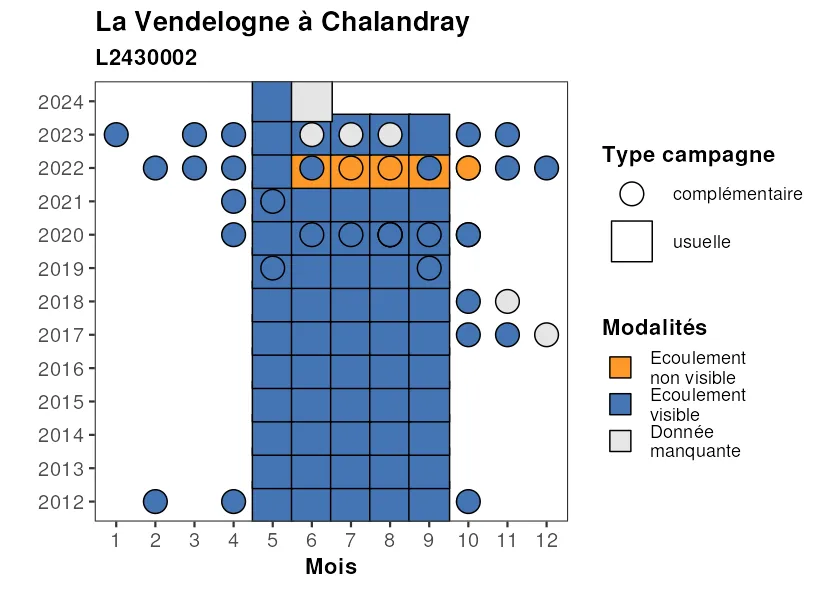 La Vendelogne à Chalandray
L2430002
2024
2023
2022
2021
2020
2019
2018
2017
2016
2015
2014
2013
2012
1 2 3 4 5 6 7 8 9 10 11 12
Mois
Type campagne
complémentaire
usuelle
Modalités
Ecoulement
non visible
Ecoulement
visible
Donnée
manquante